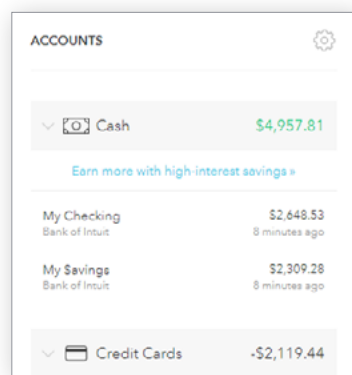 ACCOUNTS
Cash $4,957.81
Earn more with high-interest savings »
My Checking $2,648.53
Bank of Intuit 8 minutes ago
My Savings $2,309.28
Bank of Intuit 8 minutes ago
Credit Cards -$2,119.44